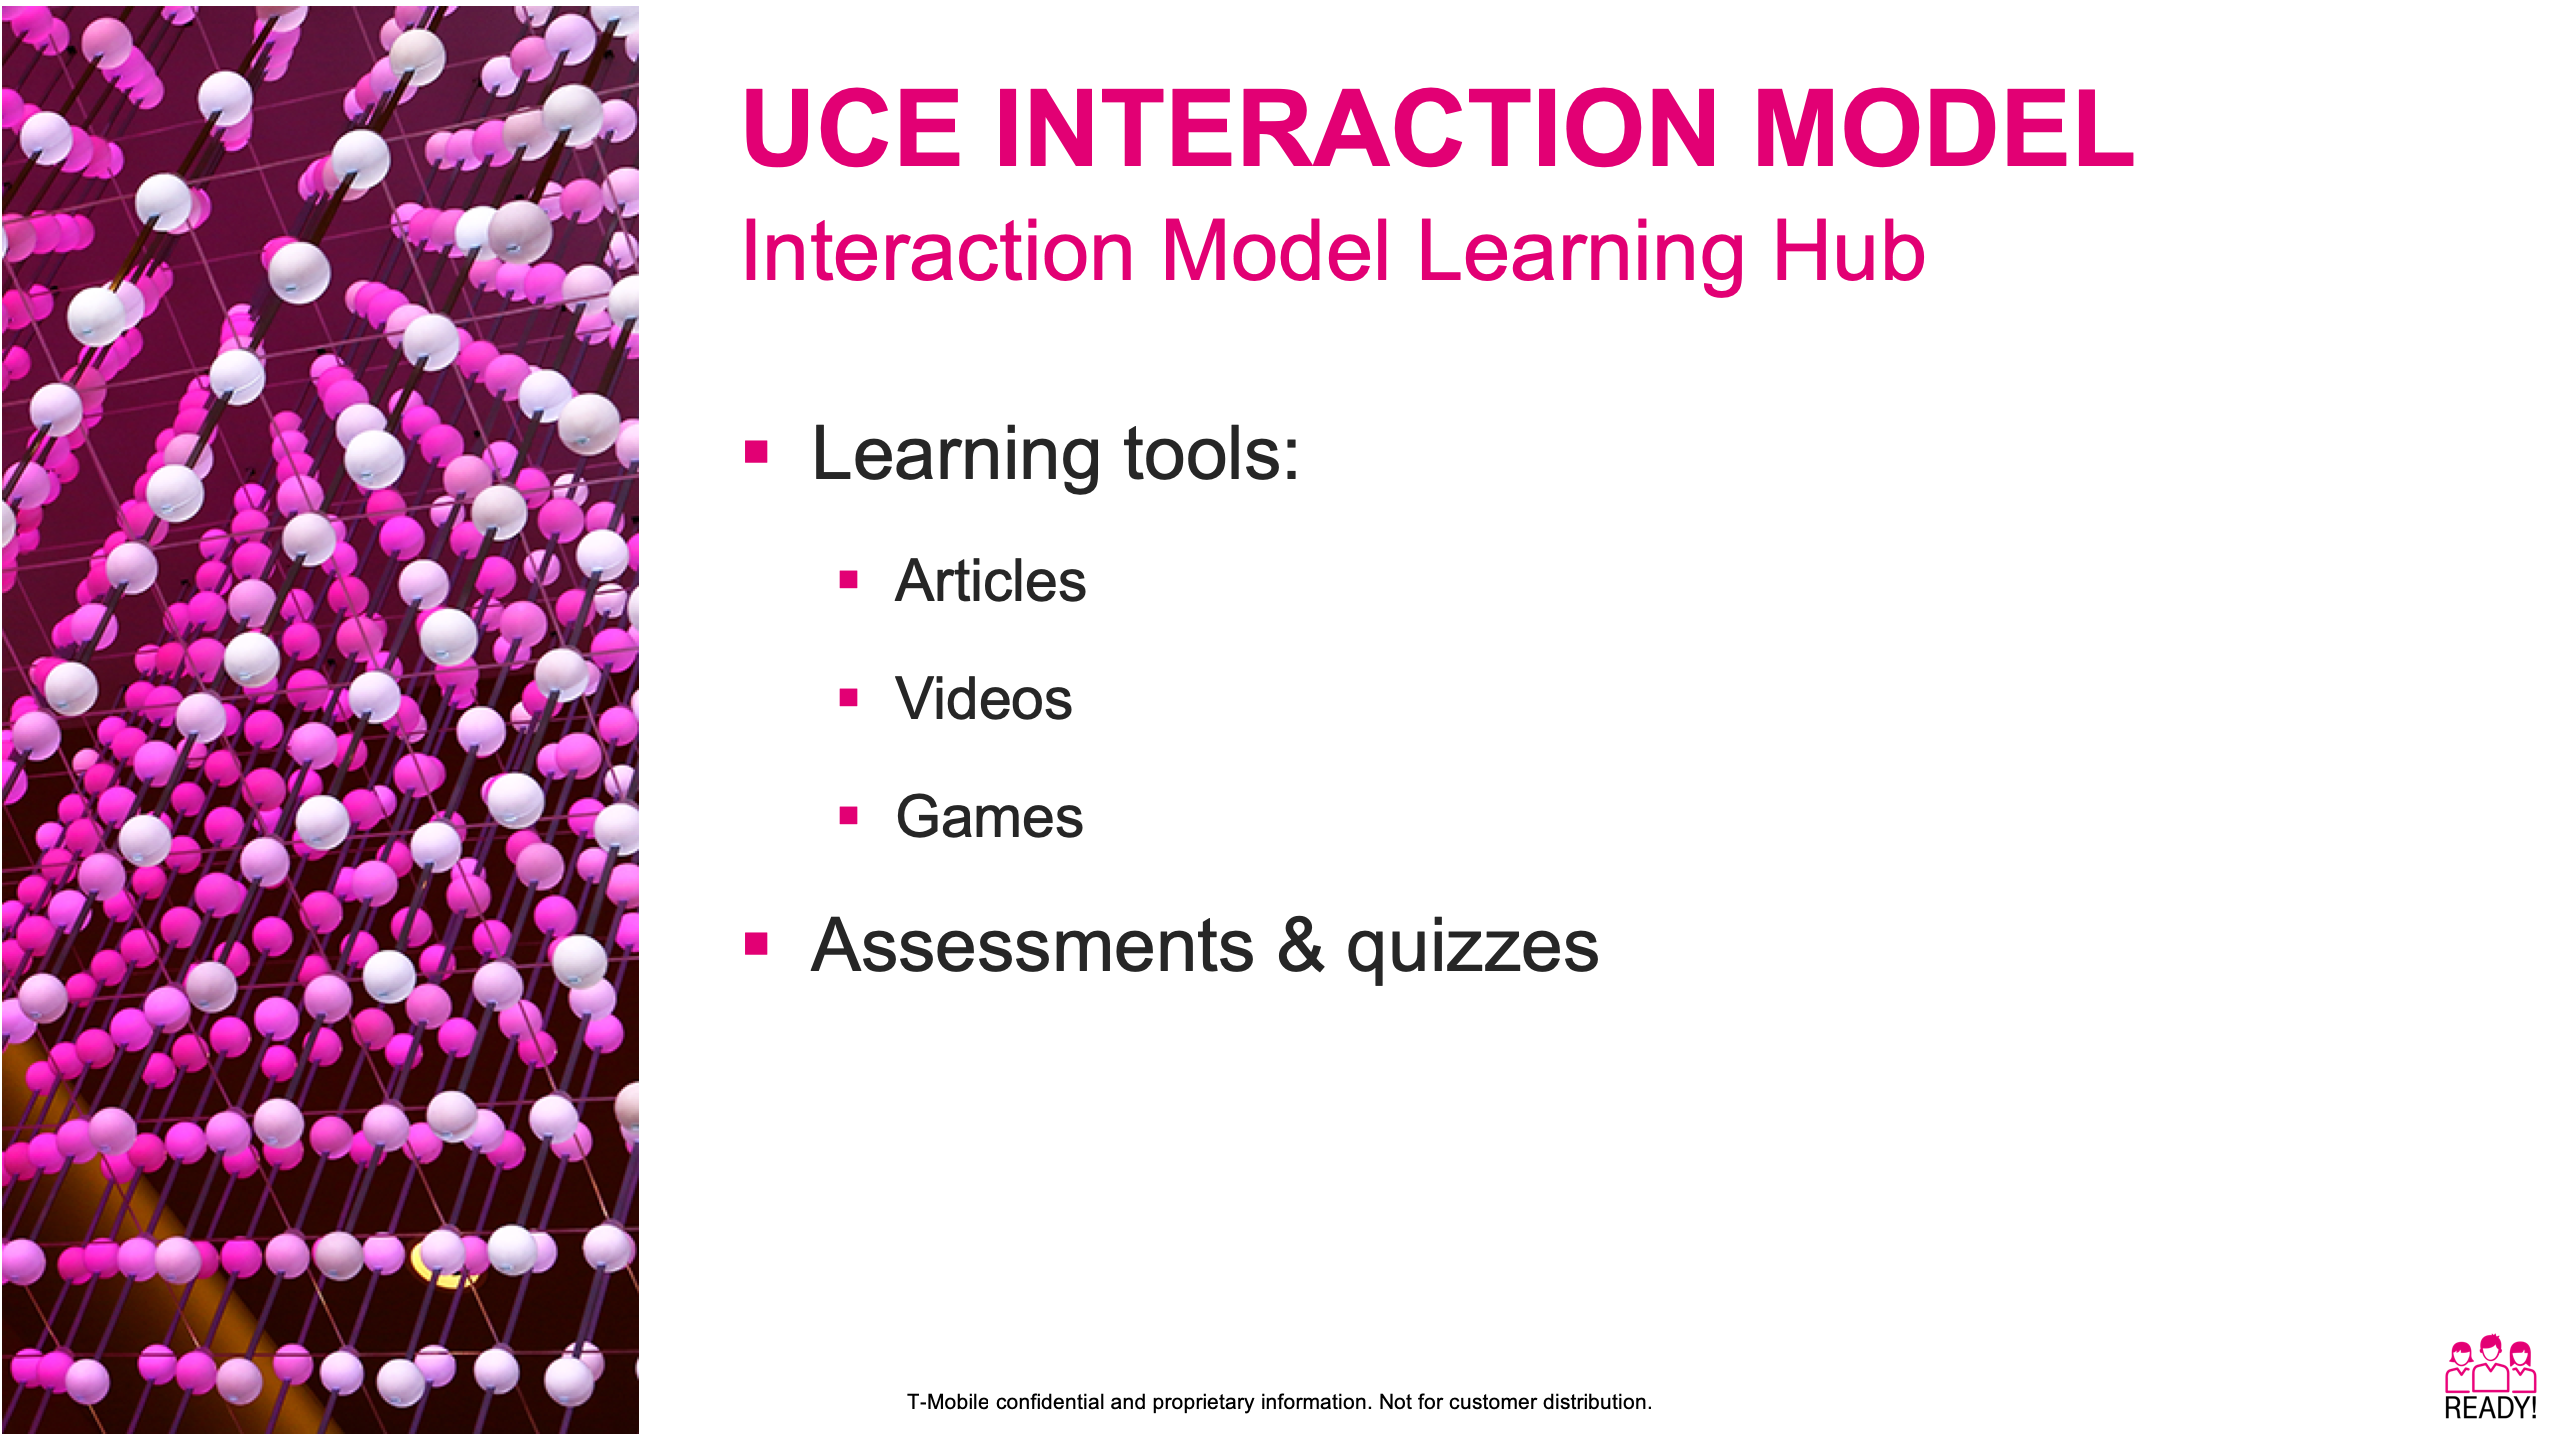 UCE INTERACTION MODEL
Interaction Model Learning Hub
Learning tools:
Articles
Videos
Games
Assessments & quizzes
T-Mobile confidential and proprietary information. Not for customer distribution.
READY!